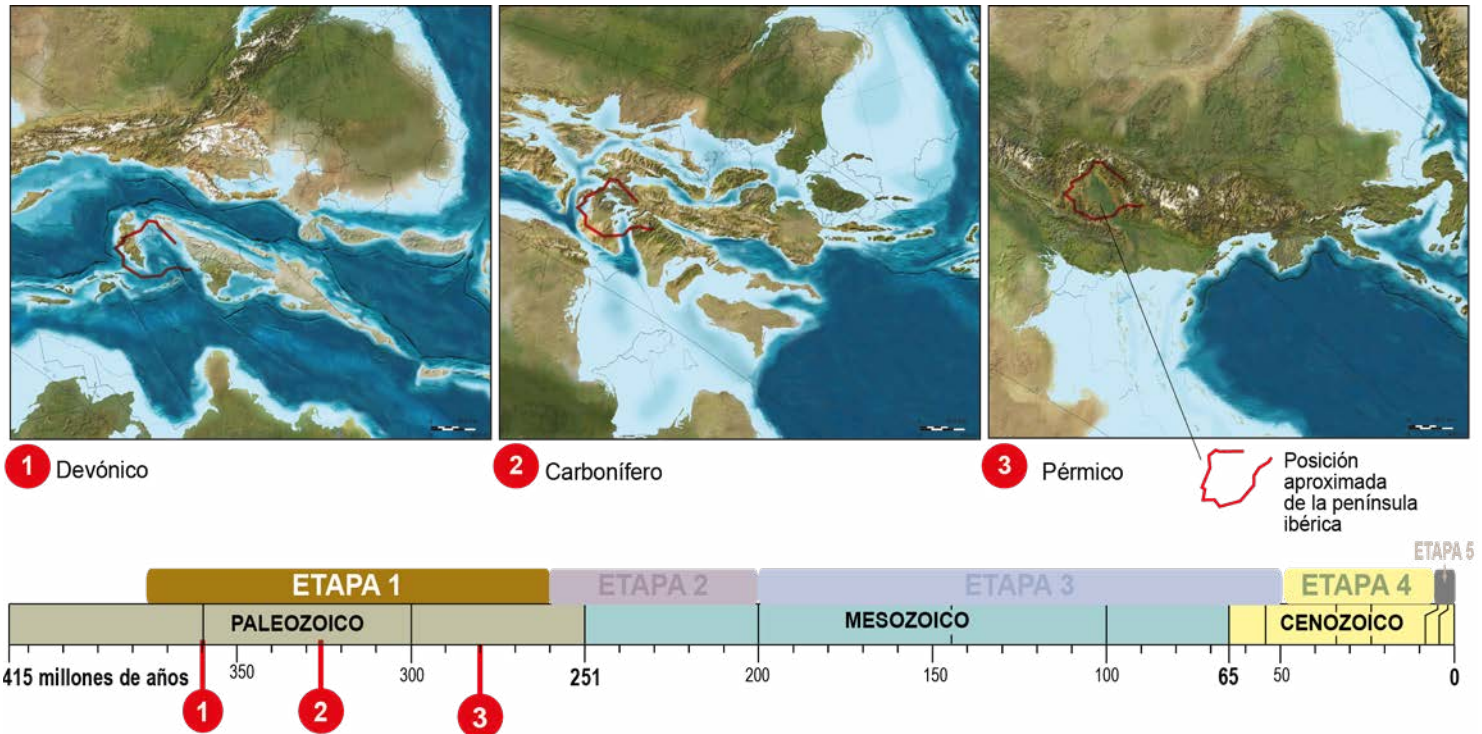 1 Devónico
2 Carbonífero
3 Pérmico
Posición
aproximada
de la península
ibérica
ETAPA 1
ETAPA 2
ETAPA 3
ETAPA 4
ETAPA 5
PALEOZOICO
MESOZOICO
CENOZOICO
415 millones de años
350
300
251
200
150
100
65
50
0
1
2
3